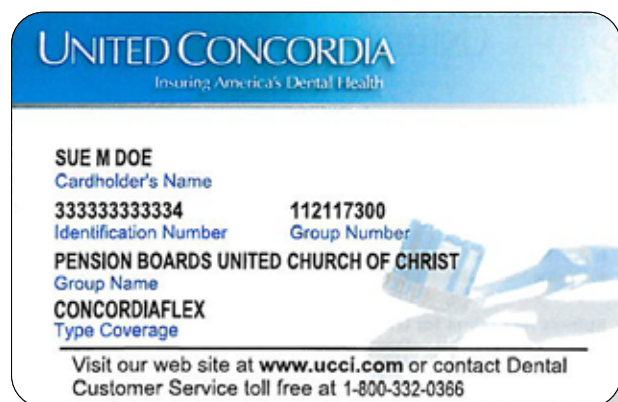 UNITED CONCORDIA
Insuring America's Dental Health
SUE M DOE
Cardholder's Name
333333333334 112117300
Identification Number Group Number
PENSION BOARDS UNITED CHURCH OF CHRIST
Group Name
CONCORDIAFLEX
Type Coverage
Visit our web site at www.ucci.com or contact Dental
Customer Service toll free at 1-800-332-0366